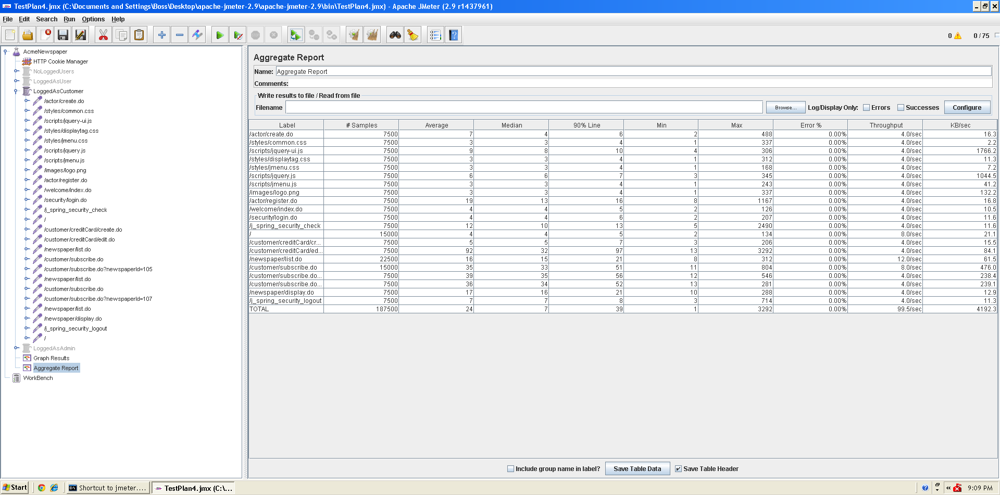 TestPlan4.jmx (C:\Documents and Settings\Boss\Desktop\apache-jmeter-2.9\apache-jmeter-2.9\bin\TestPlan4.jmx) - Apache JMeter (2.9 r1437961)
File Edit Search Run Options Help
0 0 / 75
AcmeNewspaper
HTTP Cookie Manager
NoLoggedUsers
LoggedAsUser
LoggedAsCustomer
/actor/create.do
/styles/common.css
/scripts/jquery-ui.js
/styles/displaytag.css
/styles/jmenu.css
/scripts/jquery.js
/scripts/jmenu.js
/images/logo.png
/actor/register.do
/welcome/index.do
/security/login.do
/j_spring_security_check
/
/customer/creditCard/create.do
/customer/creditCard/edit.do
/newspaper/list.do
/customer/subscribe.do
/customer/subscribe.do?newspaperId=105
/newspaper/list.do
/customer/subscribe.do
/customer/subscribe.do?newspaperId=107
/newspaper/list.do
/newspaper/display.do
/j_spring_security_logout
/
LoggedAsAdmin
Graph Results
Aggregate Report
WorkBench
Aggregate Report
Name: Aggregate Report
Comments:
Write results to file / Read from file
Filename Browse... Log/Display Only: Errors Successes Configure
Label # Samples Average Median 90% Line Min Max Error % Throughput KB/sec
/actor/create.do 7500 7 4 6 2 488 0.00% 4.0/sec 16.3
/styles/common.css 7500 3 3 4 1 337 0.00% 4.0/sec 2.2
/scripts/jquery-ui.js 7500 9 8 10 4 306 0.00% 4.0/sec 1766.2
/styles/displaytag.css 7500 3 3 4 1 312 0.00% 4.0/sec 11.3
/styles/jmenu.css 7500 3 3 4 1 168 0.00% 4.0/sec 7.2
/scripts/jquery.js 7500 6 6 7 3 345 0.00% 4.0/sec 1044.5
/scripts/jmenu.js 7500 3 3 4 1 243 0.00% 4.0/sec 41.2
/images/logo.png 7500 3 3 4 1 337 0.00% 4.0/sec 132.2
/actor/register.do 7500 19 13 16 8 1167 0.00% 4.0/sec 16.8
/welcome/index.do 7500 4 4 5 2 126 0.00% 4.0/sec 10.5
/security/login.do 7500 4 4 6 2 207 0.00% 4.0/sec 11.6
/j_spring_security_check 7500 12 10 13 5 2490 0.00% 4.0/sec 11.6
/ 15000 4 4 5 2 134 0.00% 8.0/sec 21.1
/customer/creditCard/cr... 7500 5 5 7 3 206 0.00% 4.0/sec 15.5
/customer/creditCard/ed... 7500 92 32 97 13 3292 0.00% 4.0/sec 84.1
/newspaper/list.do 22500 16 15 21 8 312 0.00% 12.0/sec 61.5
/customer/subscribe.do 15000 35 33 51 11 804 0.00% 8.0/sec 476.0
/customer/subscribe.do... 7500 39 35 56 12 546 0.00% 4.0/sec 238.4
/customer/subscribe.do... 7500 36 34 52 13 281 0.00% 4.0/sec 239.1
/newspaper/display.do 7500 17 16 21 10 288 0.00% 4.0/sec 12.9
/j_spring_security_logout 7500 7 7 8 3 714 0.00% 4.0/sec 11.3
TOTAL 187500 24 7 39 1 3292 0.00% 99.5/sec 4192.3
Include group name in label? Save Table Data Save Table Header
Start Shortcut to jmeter.... TestPlan4.jmx (C:\... 9:09 PM